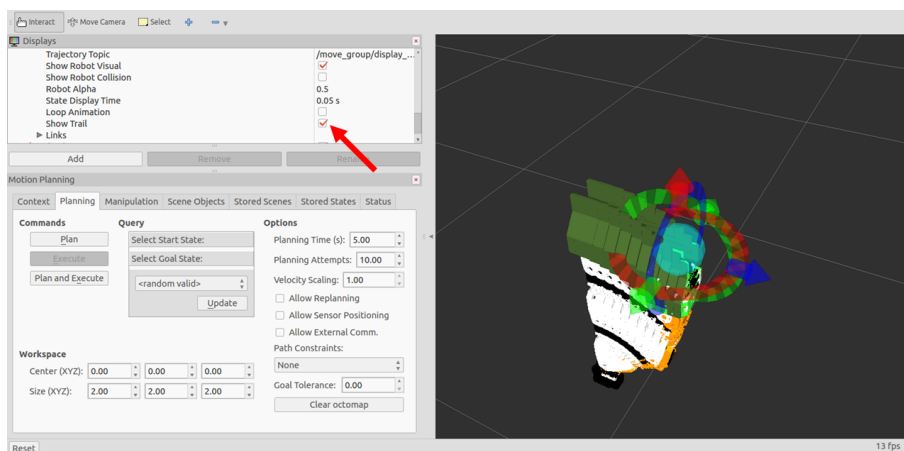 Interact Move Camera Select
Displays
Trajectory Topic /move_group/display_...
Show Robot Visual
Show Robot Collision
Robot Alpha 0.5
State Display Time 0.05 s
Loop Animation
Show Trail
Links
Add Remove
Motion Planning
Context Planning Manipulation Scene Objects Stored Scenes Stored States Status
Commands Query Options
Plan Select Start State: Planning Time (s): 5.00
Execute Select Goal State: Planning Attempts: 10.00
Plan and Execute <random valid> Velocity Scaling: 1.00
Update Allow Replanning
Allow Sensor Positioning
Allow External Comm.
Workspace Path Constraints:
Center (XYZ): 0.00 0.00 0.00 None
Size (XYZ): 2.00 2.00 2.00 Goal Tolerance: 0.00
Clear octomap
Reset 13 fps